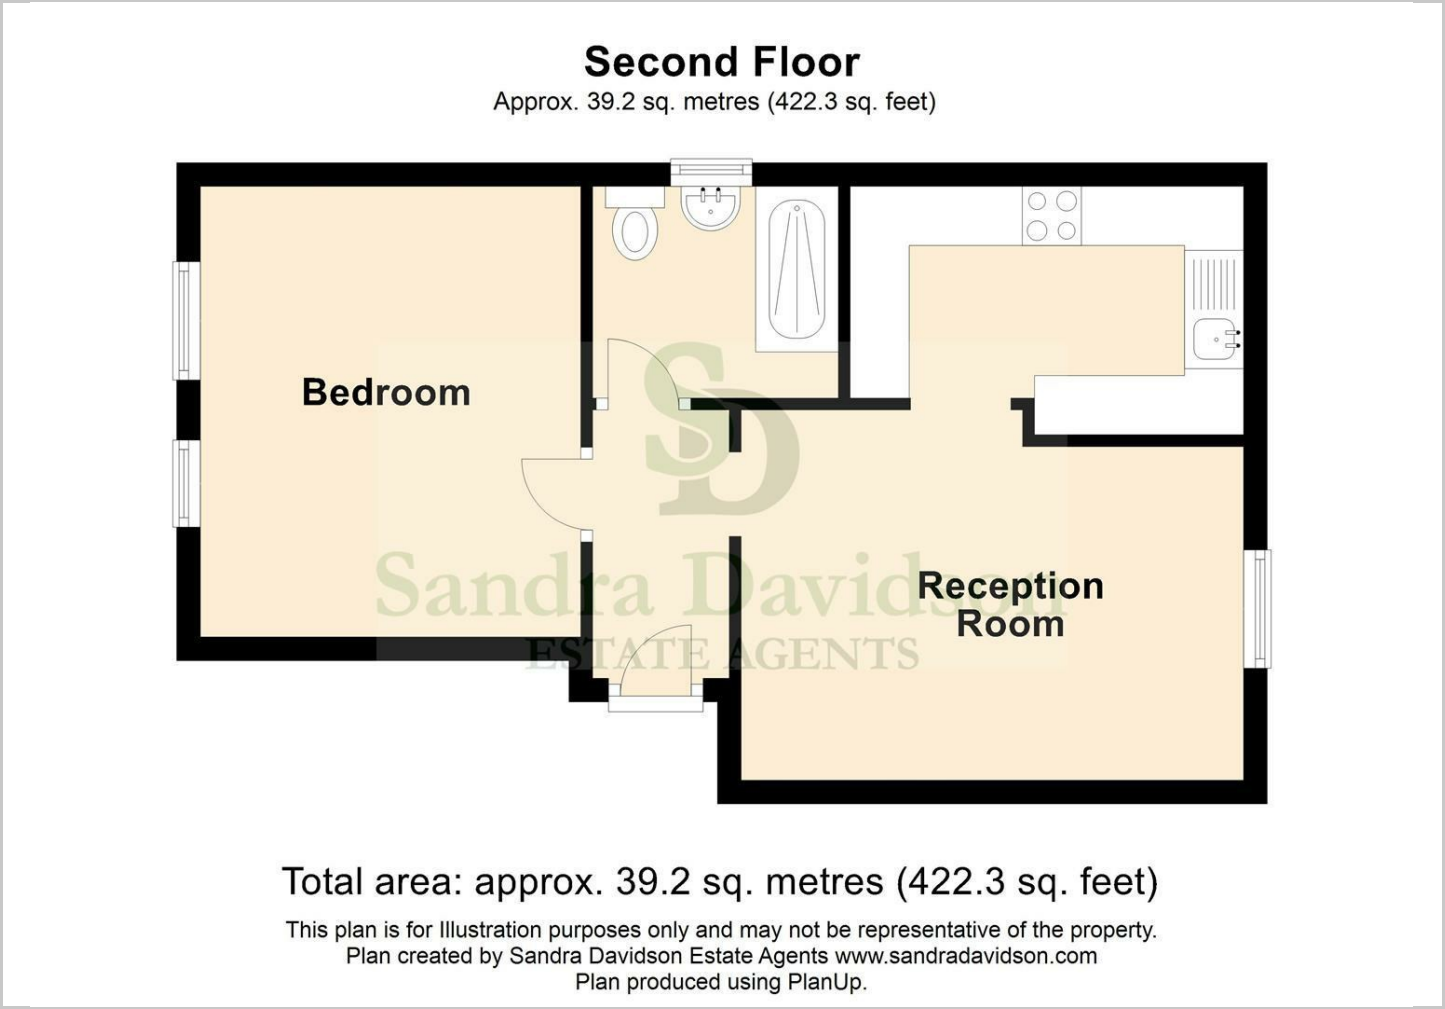 Second Floor
Approx. 39.2 sq. metres (422.3 sq. feet)
Bedroom
SD
Sandra Davidson
ESTATE AGENTS
Reception
Room
Total area: approx. 39.2 sq. metres (422.3 sq. feet)
This plan is for Illustration purposes only and may not be representative of the property.
Plan created by Sandra Davidson Estate Agents www.sandradavidson.com
Plan produced using PlanUp.